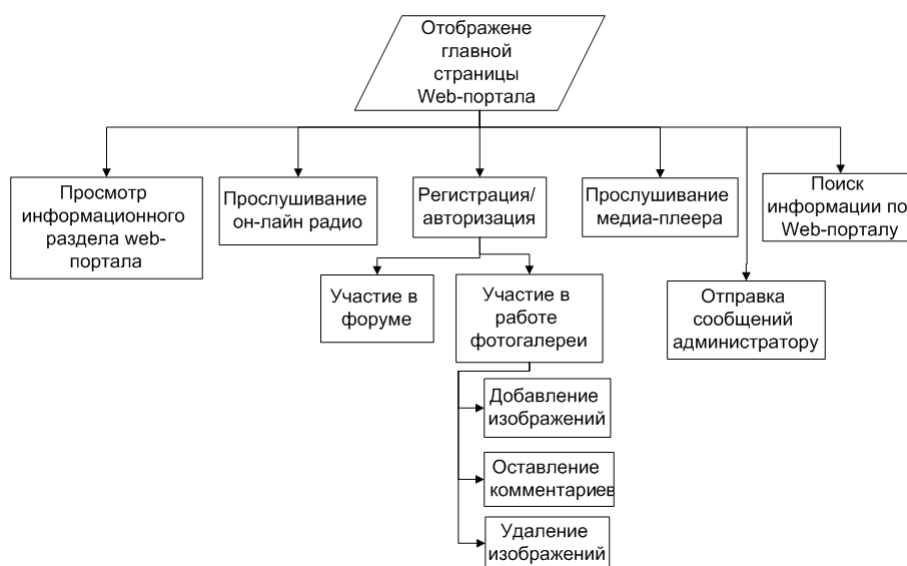 Отображене
главной
страницы
Web-портала
Просмотр
информационного
раздела web-
портала
Прослушивание
он-лайн радио
Регистрация/
авторизация
Прослушивание
медиа-плеера
Поиск
информации по
Web-порталу
Участие в
форуме
Участие в
работе
фотогалереи
Отправка
сообщений
администратору
Добавление
изображений
Оставление
комментариев
Удаление
изображений